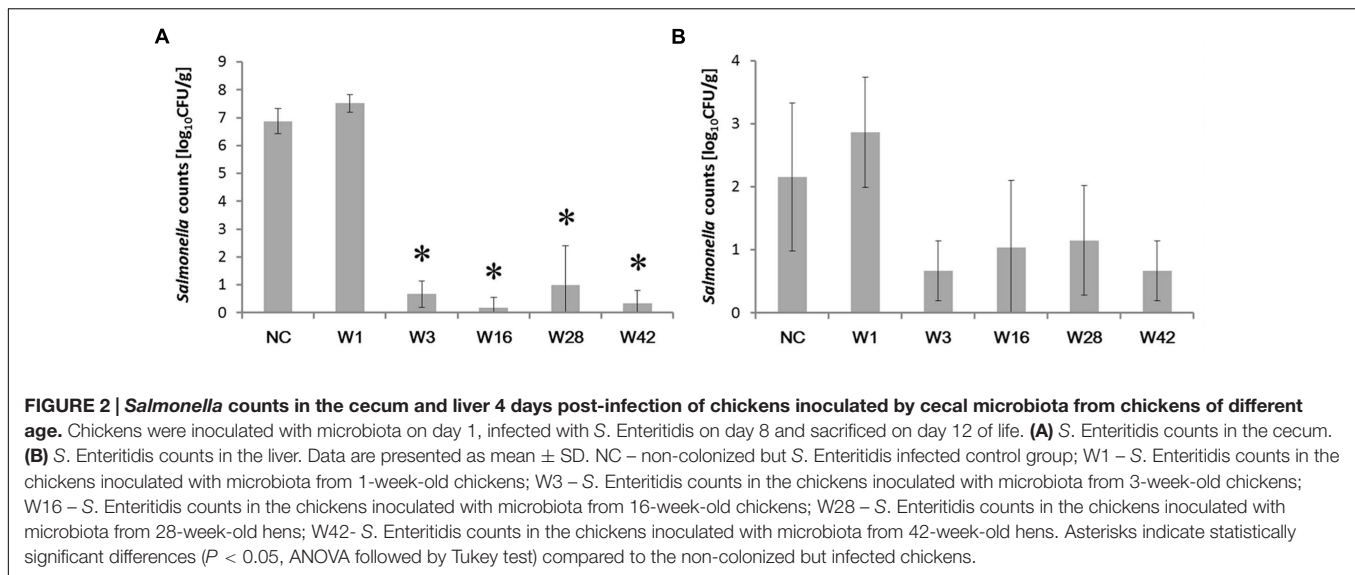 A
B
Salmonella counts [log₁₀CFU/g]
9
8
7
6
5
4
3
2
1
0
* * * *
NC W1 W3 W16 W28 W42
Salmonella counts [log₁₀CFU/g]
4
3
2
1
0
NC W1 W3 W16 W28 W42
FIGURE 2 | Salmonella counts in the cecum and liver 4 days post-infection of chickens inoculated by cecal microbiota from chickens of different
age. Chickens were inoculated with microbiota on day 1, infected with S. Enteritidis on day 8 and sacrificed on day 12 of life. (A) S. Enteritidis counts in the cecum.
(B) S. Enteritidis counts in the liver. Data are presented as mean ± SD. NC – non-colonized but S. Enteritidis infected control group; W1 – S. Enteritidis counts in the
chickens inoculated with microbiota from 1-week-old chickens; W3 – S. Enteritidis counts in the chickens inoculated with microbiota from 3-week-old chickens;
W16 – S. Enteritidis counts in the chickens inoculated with microbiota from 16-week-old chickens; W28 – S. Enteritidis counts in the chickens inoculated with
microbiota from 28-week-old hens; W42- S. Enteritidis counts in the chickens inoculated with microbiota from 42-week-old hens. Asterisks indicate statistically
significant differences (P < 0.05, ANOVA followed by Tukey test) compared to the non-colonized but infected chickens.